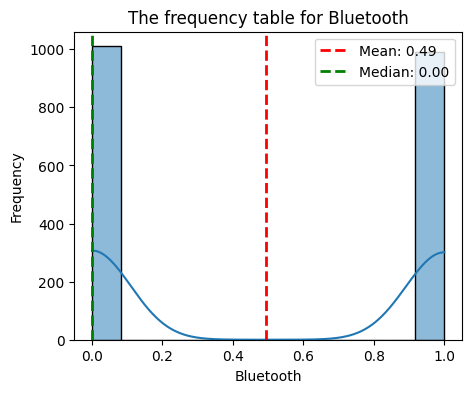 The frequency table for Bluetooth
Mean: 0.49
Median: 0.00
Frequency
1000
800
600
400
200
0
0.0 0.2 0.4 0.6 0.8 1.0
Bluetooth